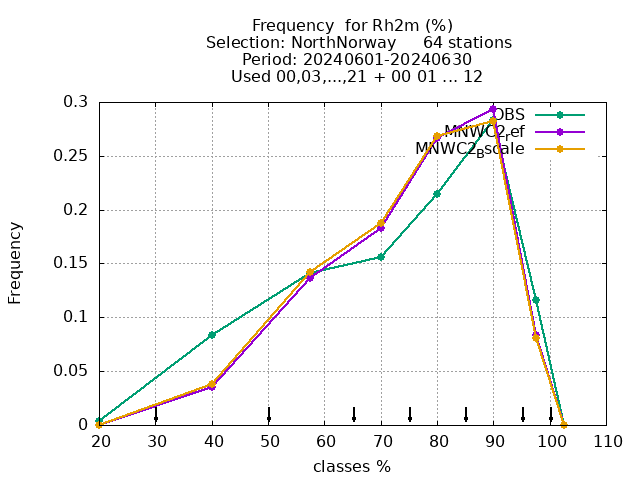 Frequency  for Rh2m (%)
Selection: NorthNorway     64 stations
Period: 20240601-20240630
Used 00,03,...,21 + 00 01 ... 12
OBS
MNWC2ref
MNWC2Bscale
Frequency
0.3
0.25
0.2
0.15
0.1
0.05
0
20 30 40 50 60 70 80 90 100 110
classes %